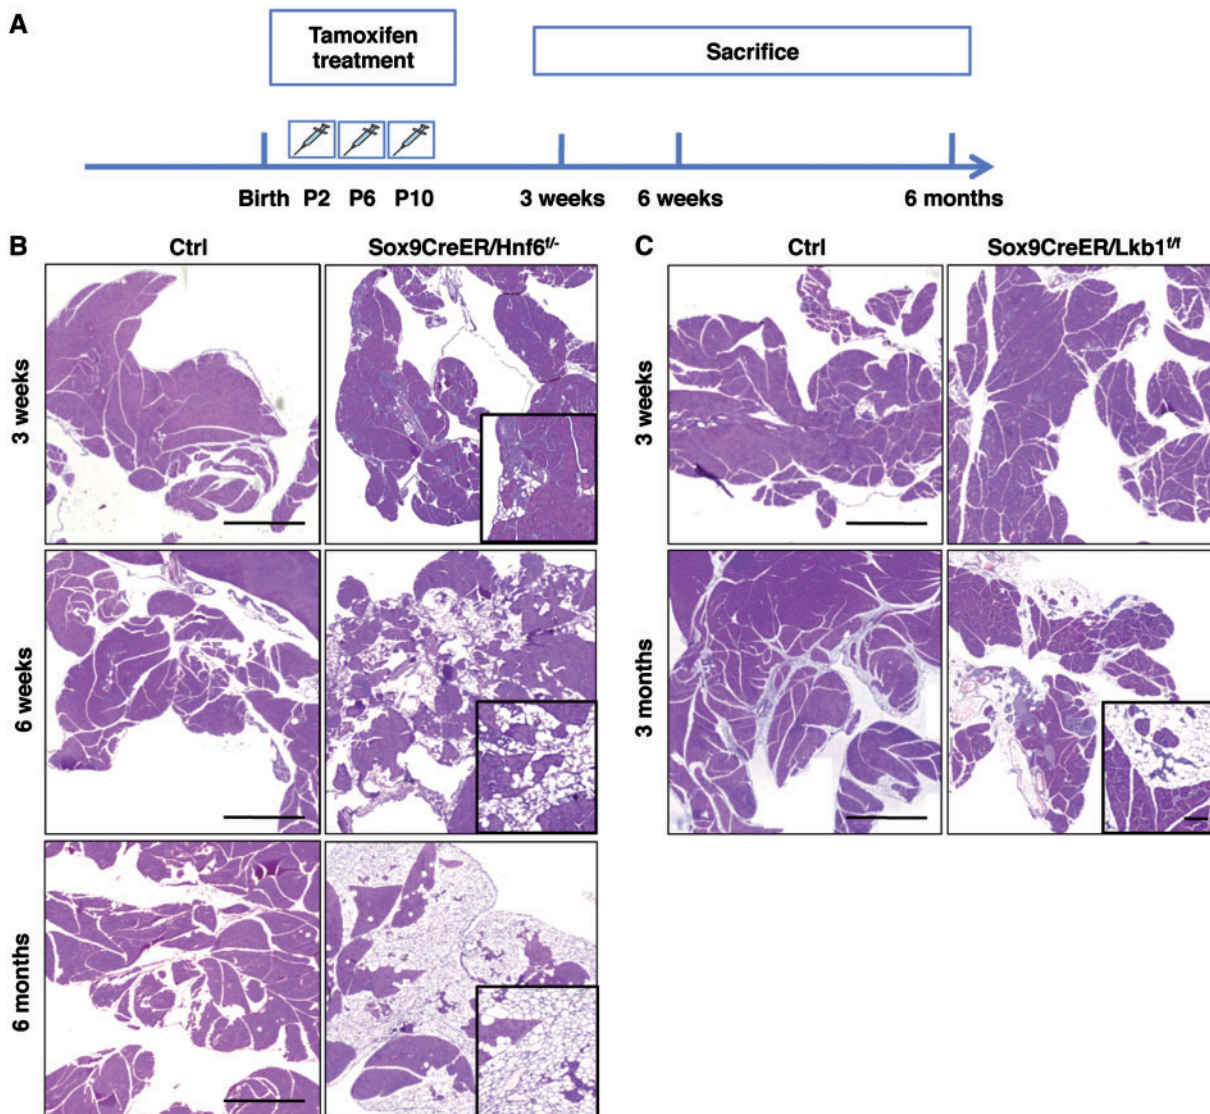 A
Tamoxifen
treatment
Sacrifice
Birth P2 P6 P10 3 weeks 6 weeks 6 months
B
Ctrl Sox9CreER/Hnf6f/-
3 weeks
6 weeks
6 months
C
Ctrl Sox9CreER/Lkb1f/f
3 weeks
3 months